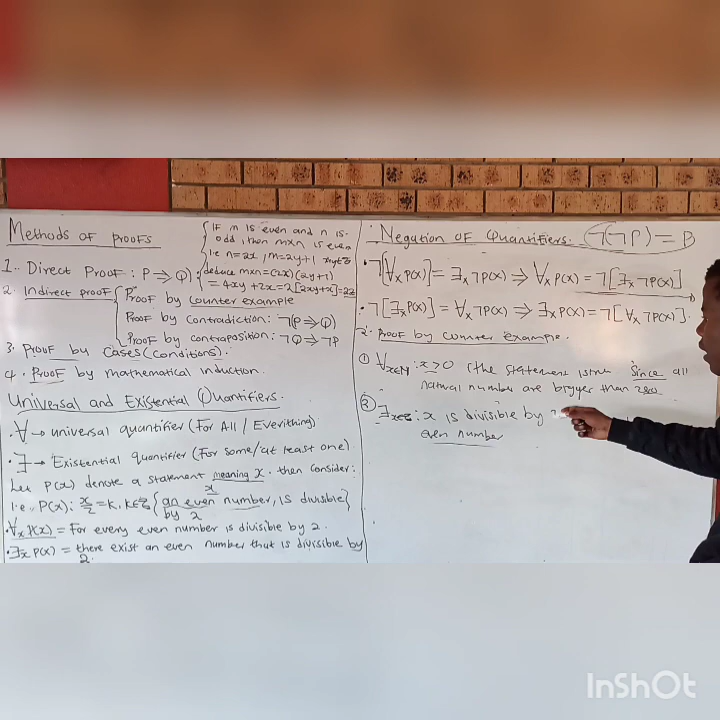 Methods of Proofs
1.. Direct Proof : P ⇒ Q
{ IF m is even and n is
odd, then m×n is even
i.e n=2x, m=2y+1
deduce m×n=(2x)(2y+1)
= 4xy+2x=2[2xy+x]=2z
2. Indirect proof { Proof by counter example
Proof by contradiction: ¬(P⇒Q)
Proof by contraposition: ¬Q⇒¬P
3. Proof by cases (conditions).
4. Proof by mathematical induction.
Universal and Existential Quantifiers.
.∀ → universal quantifier (For All / Everything)
.∃ → Existential quantifier (For some/at least one)
Let P(x) denote a statement meaning x. then consider:
i.e., P(x): x/2 = K, K∈ℤ { an even number, is divisible
x
by 2 }
.∀x P(x) = For every even number is divisible by 2.
.∃x P(x) = there exist an even number that is divisible by
2.
Negation of Quantifiers. ¬(¬P) = P
.¬[∀x P(x)] = ∃x ¬P(x) ⇒ ∀x P(x) = ¬[∃x ¬P(x)]
.¬[∃x P(x)] = ∀x ¬P(x) ⇒ ∃x P(x) = ¬[∀x ¬P(x)].
2. Proof by counter example.
① ∀x∈ℕ : x>0 (the statement is true since all
natural number are bigger than zero
② ∃x∈ℤ : x is divisible by
even number
InShOt